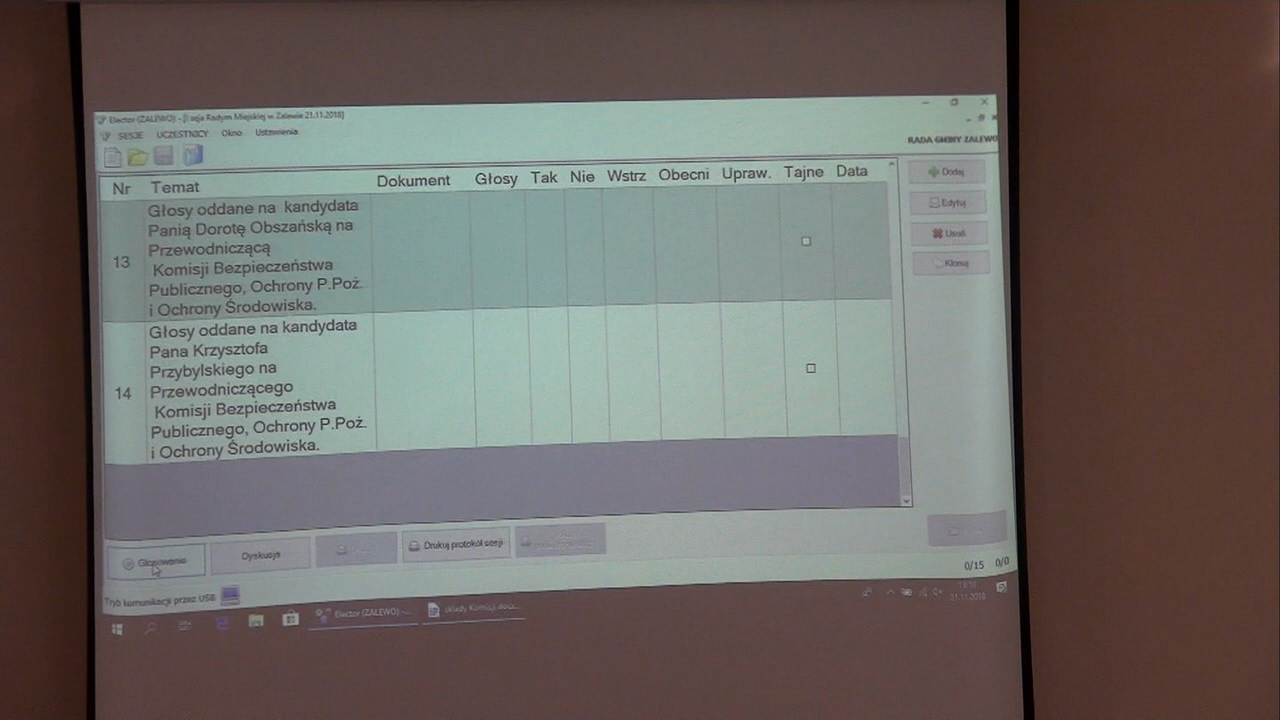 Elector (ZALEWO) - [I sesja Radym Miejskiej w Zalewie 21.11.2018]
SESJE UCZESTNICY Okno Ustawienia
RADA GMINY ZALEWO
Nr Temat Dokument Głosy Tak Nie Wstrz Obecni Upraw. Tajne Data
Dodaj
Edytuj
Usuń
Klonuj
13
Głosy oddane na kandydata
Panią Dorotę Obszańską na
Przewodniczącą
Komisji Bezpieczeństwa
Publicznego, Ochrony P.Poż.
i Ochrony Środowiska.
14
Głosy oddane na kandydata
Pana Krzysztofa
Przybylskiego na
Przewodniczącego
Komisji Bezpieczeństwa
Publicznego, Ochrony P.Poż.
i Ochrony Środowiska.
Głosowanie Dyskusja Drukuj protokół sesji
0/15 0/0
Tryb komunikacji przez USB
Elector (ZALEWO) -...
składy Komisji.docx...
21.11.2018